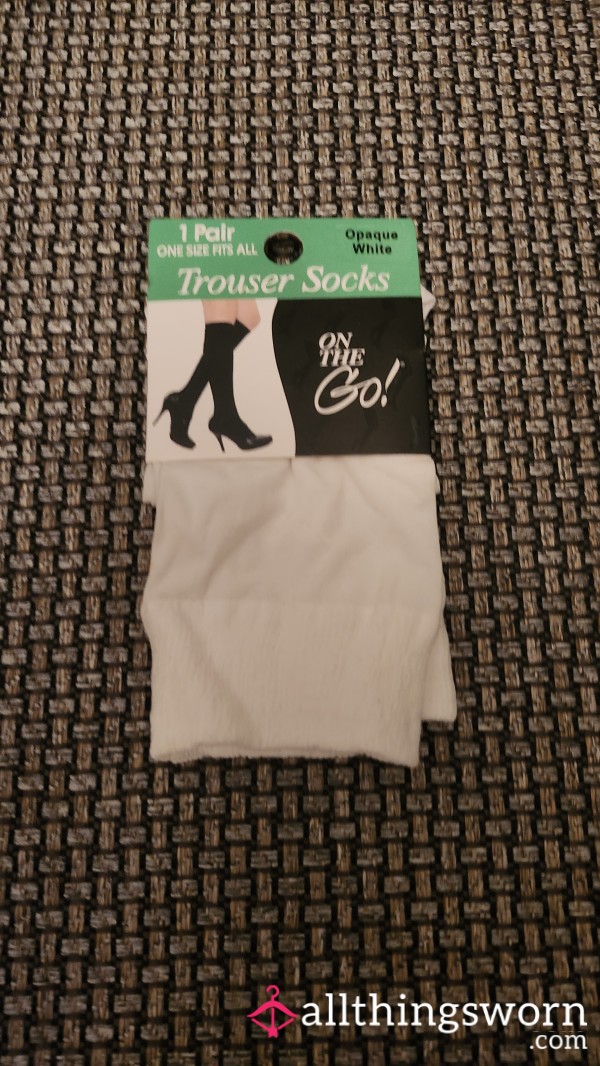 1 Pair
ONE SIZE FITS ALL
Opaque
White
Trouser Socks
ON
THE
Go!
allthingsworn
.com